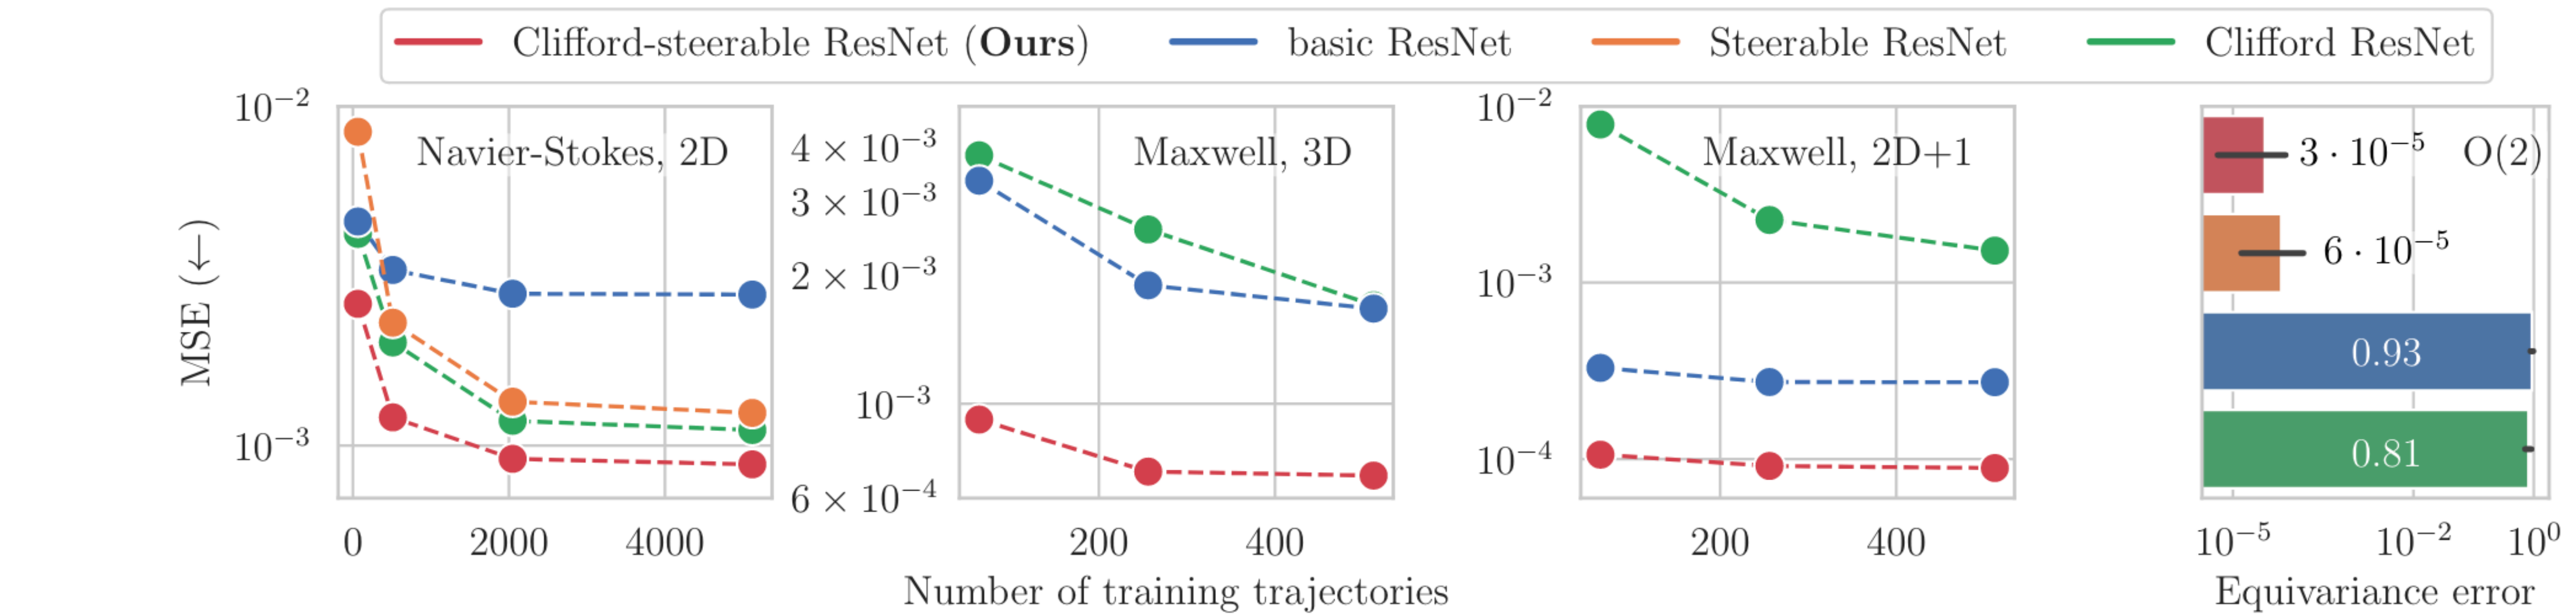 Clifford-steerable ResNet (Ours) basic ResNet Steerable ResNet Clifford ResNet
MSE (←)
10⁻²
10⁻³
Navier-Stokes, 2D
0 2000 4000
4 × 10⁻³
3 × 10⁻³
2 × 10⁻³
10⁻³
6 × 10⁻⁴
Maxwell, 3D
200 400
10⁻²
10⁻³
10⁻⁴
Maxwell, 2D+1
200 400
Number of training trajectories
3 · 10⁻⁵ O(2)
6 · 10⁻⁵
0.93
0.81
10⁻⁵ 10⁻² 10⁰
Equivariance error